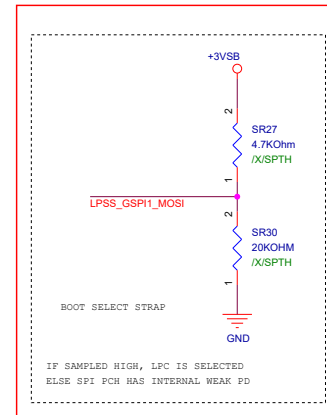 +3VSB
2
SR27
4.7KOhm
/X/SPTH
1
LPSS_GSPI1_MOSI
2
SR30
20KOHM
/X/SPTH
1
BOOT SELECT STRAP
GND
IF SAMPLED HIGH, LPC IS SELECTED
ELSE SPI PCH HAS INTERNAL WEAK PD